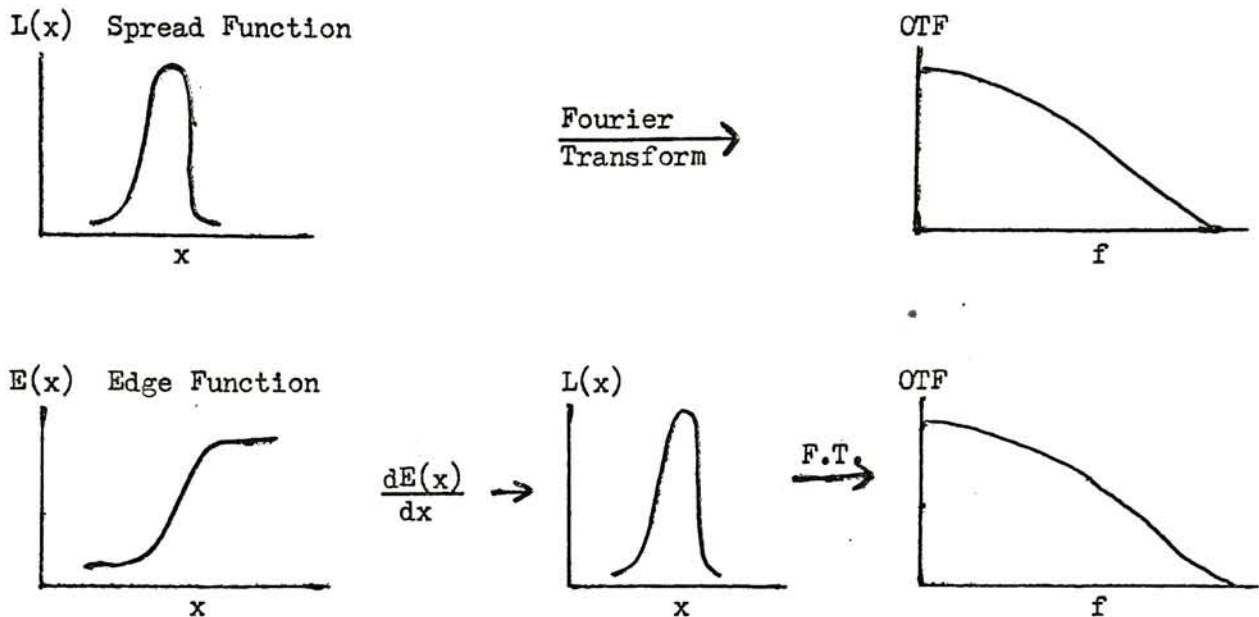 L(x) Spread Function
OTF
Fourier
Transform
x
f
E(x) Edge Function
L(x)
OTF
dE(x)
dx
F.T.
x
x
f